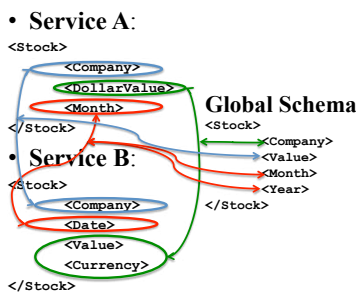 • Service A:
<Stock>
<Company>
<DollarValue>
<Month>
</Stock>
• Service B:
<Stock>
<Company>
<Date>
<Value>
<Currency>
</Stock>
Global Schema
<Stock>
<Company>
<Value>
<Month>
<Year>
</Stock>